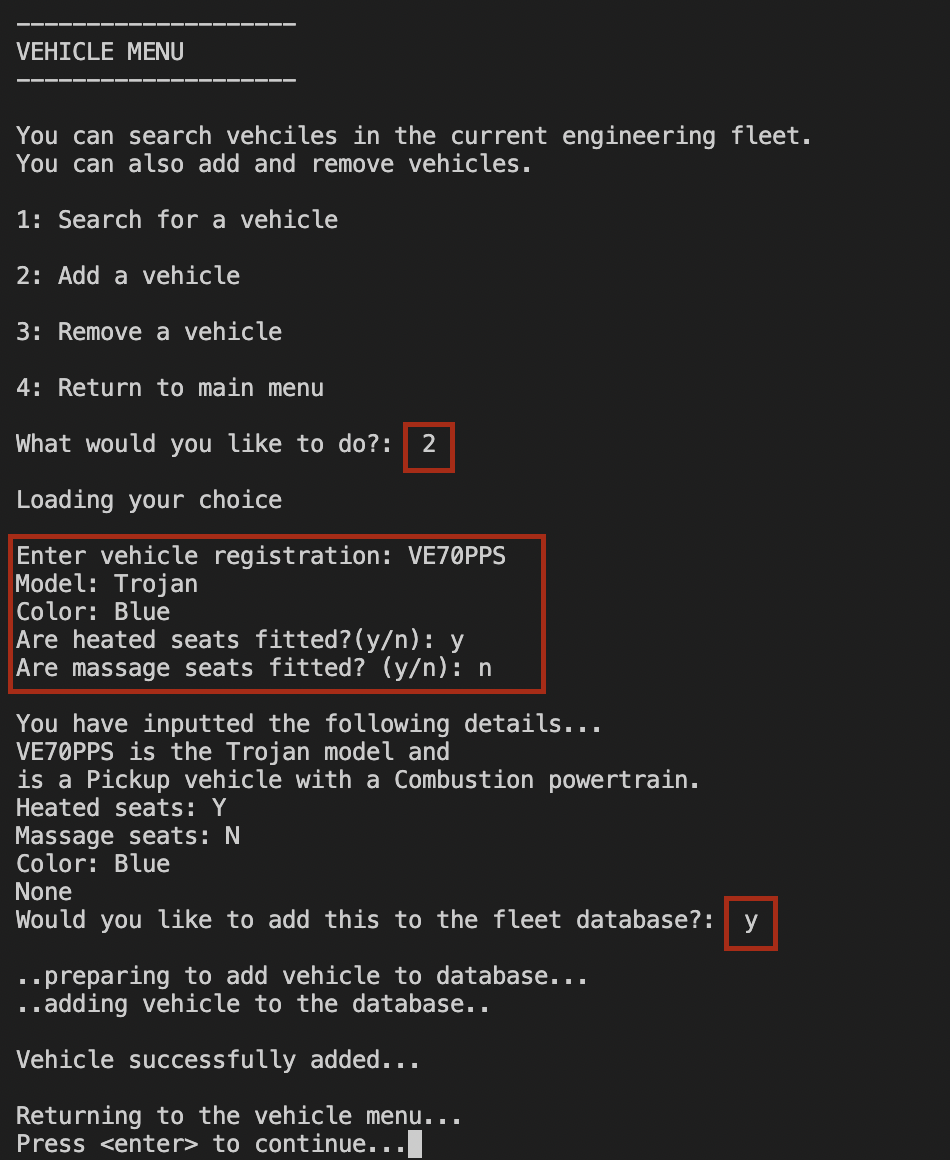 --------------------
VEHICLE MENU
--------------------
You can search vehciles in the current engineering fleet.
You can also add and remove vehicles.
1: Search for a vehicle
2: Add a vehicle
3: Remove a vehicle
4: Return to main menu
What would you like to do?: 2
Loading your choice
Enter vehicle registration: VE70PPS
Model: Trojan
Color: Blue
Are heated seats fitted?(y/n): y
Are massage seats fitted? (y/n): n
You have inputted the following details...
VE70PPS is the Trojan model and
is a Pickup vehicle with a Combustion powertrain.
Heated seats: Y
Massage seats: N
Color: Blue
None
Would you like to add this to the fleet database?: y
..preparing to add vehicle to database...
..adding vehicle to the database..
Vehicle successfully added...
Returning to the vehicle menu...
Press <enter> to continue...